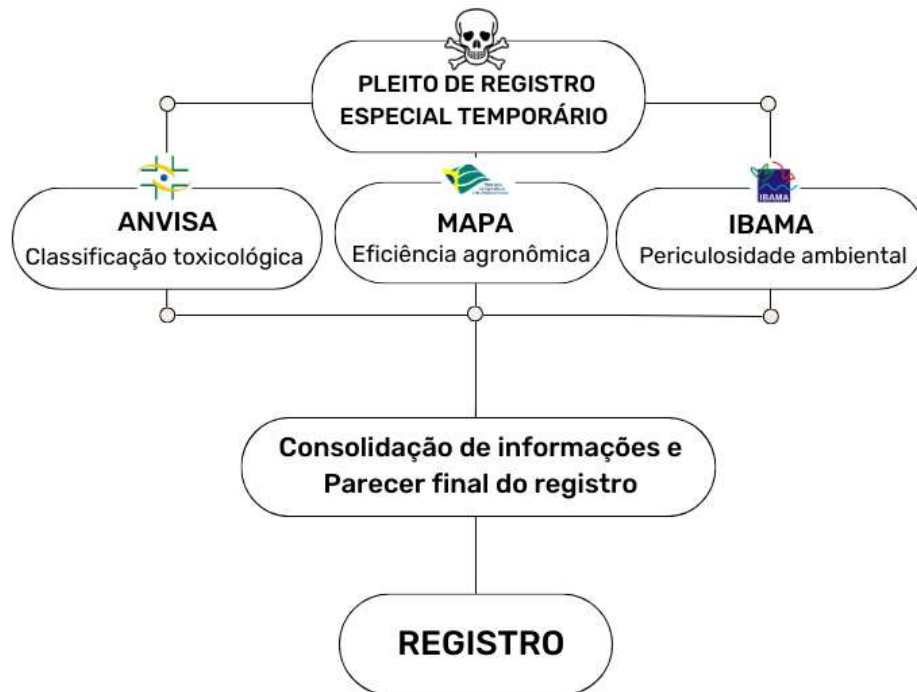 PLEITO DE REGISTRO
ESPECIAL TEMPORÁRIO
ANVISA
Classificação toxicológica
MAPA
Eficiência agronômica
IBAMA
IBAMA
Periculosidade ambiental
Consolidação de informações e
Parecer final do registro
REGISTRO